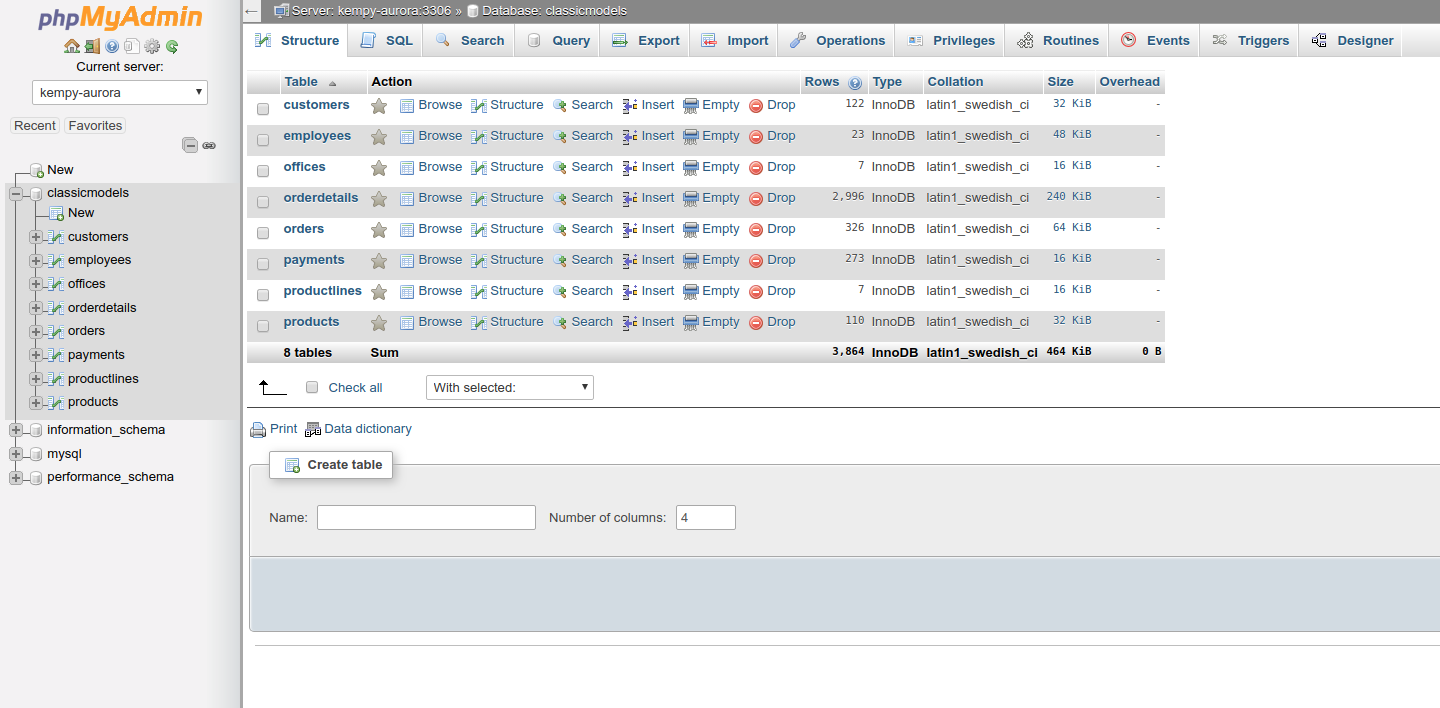 phpMyAdmin
Current server:
kempy-aurora
Recent Favorites
New
classicmodels
New
customers
employees
offices
orderdetails
orders
payments
productlines
products
information_schema
mysql
performance_schema
Server: kempy-aurora:3306 » Database: classicmodels
Structure SQL Search Query Export Import Operations Privileges Routines Events Triggers Designer
Table Action Rows Type Collation Size Overhead
customers Browse Structure Search Insert Empty Drop 122 InnoDB latin1_swedish_ci 32 KiB -
employees Browse Structure Search Insert Empty Drop 23 InnoDB latin1_swedish_ci 48 KiB -
offices Browse Structure Search Insert Empty Drop 7 InnoDB latin1_swedish_ci 16 KiB -
orderdetails Browse Structure Search Insert Empty Drop 2,996 InnoDB latin1_swedish_ci 240 KiB -
orders Browse Structure Search Insert Empty Drop 326 InnoDB latin1_swedish_ci 64 KiB -
payments Browse Structure Search Insert Empty Drop 273 InnoDB latin1_swedish_ci 16 KiB -
productlines Browse Structure Search Insert Empty Drop 7 InnoDB latin1_swedish_ci 16 KiB -
products Browse Structure Search Insert Empty Drop 110 InnoDB latin1_swedish_ci 32 KiB -
8 tables Sum 3,864 InnoDB latin1_swedish_ci 464 KiB 0 B
Check all With selected:
Print Data dictionary
Create table
Name: Number of columns: 4